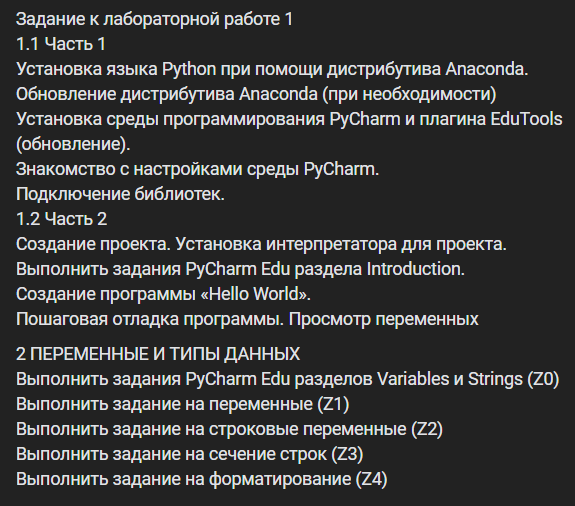 Задание к лабораторной работе 1
1.1 Часть 1
Установка языка Python при помощи дистрибутива Anaconda.
Обновление дистрибутива Anaconda (при необходимости)
Установка среды программирования PyCharm и плагина EduTools
(обновление).
Знакомство с настройками среды PyCharm.
Подключение библиотек.
1.2 Часть 2
Создание проекта. Установка интерпретатора для проекта.
Выполнить задания PyCharm Edu раздела Introduction.
Создание программы «Hello World».
Пошаговая отладка программы. Просмотр переменных
2 ПЕРЕМЕННЫЕ И ТИПЫ ДАННЫХ
Выполнить задания PyCharm Edu разделов Variables и Strings (Z0)
Выполнить задание на переменные (Z1)
Выполнить задание на строковые переменные (Z2)
Выполнить задание на сечение строк (Z3)
Выполнить задание на форматирование (Z4)